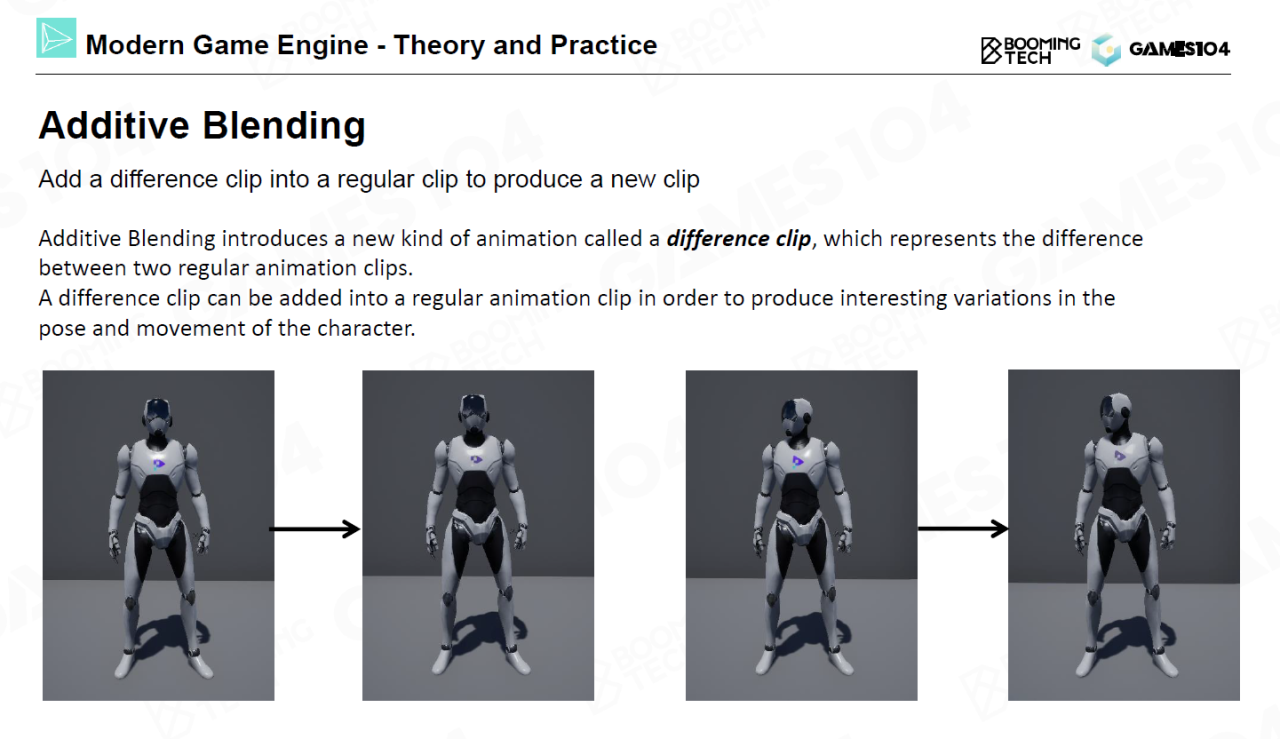 Modern Game Engine - Theory and Practice
BOOMING
TECH
GAMES104
Additive Blending
Add a difference clip into a regular clip to produce a new clip
Additive Blending introduces a new kind of animation called a difference clip, which represents the difference
between two regular animation clips.
A difference clip can be added into a regular animation clip in order to produce interesting variations in the
pose and movement of the character.